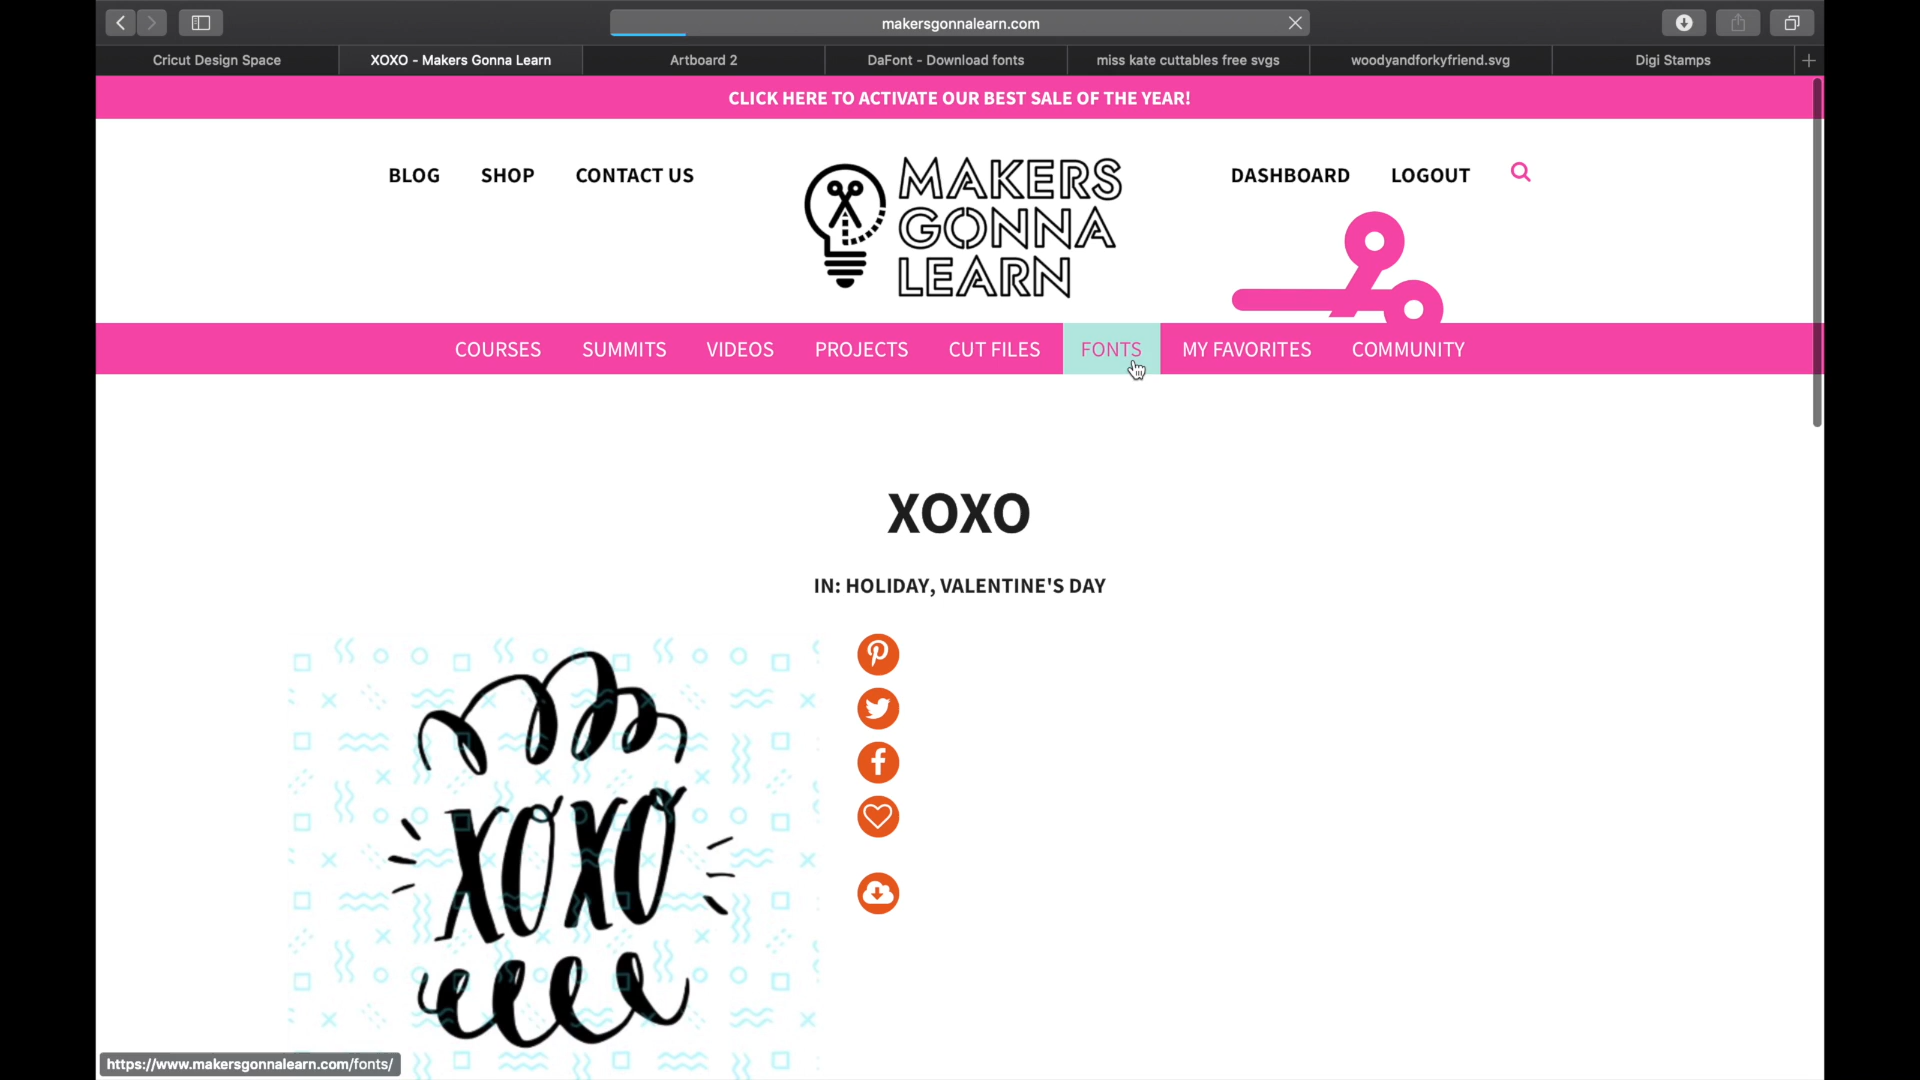 makersgonnalearn.com
Cricut Design Space
XOXO - Makers Gonna Learn
Artboard 2
DaFont - Download fonts
miss kate cuttables free svgs
woodyandforkyfriend.svg
Digi Stamps
CLICK HERE TO ACTIVATE OUR BEST SALE OF THE YEAR!
BLOG
SHOP
CONTACT US
MAKERS
GONNA
LEARN
DASHBOARD
LOGOUT
COURSES
SUMMITS
VIDEOS
PROJECTS
CUT FILES
FONTS
MY FAVORITES
COMMUNITY
XOXO
IN: HOLIDAY, VALENTINE'S DAY
XOXO
https://www.makersgonnalearn.com/fonts/